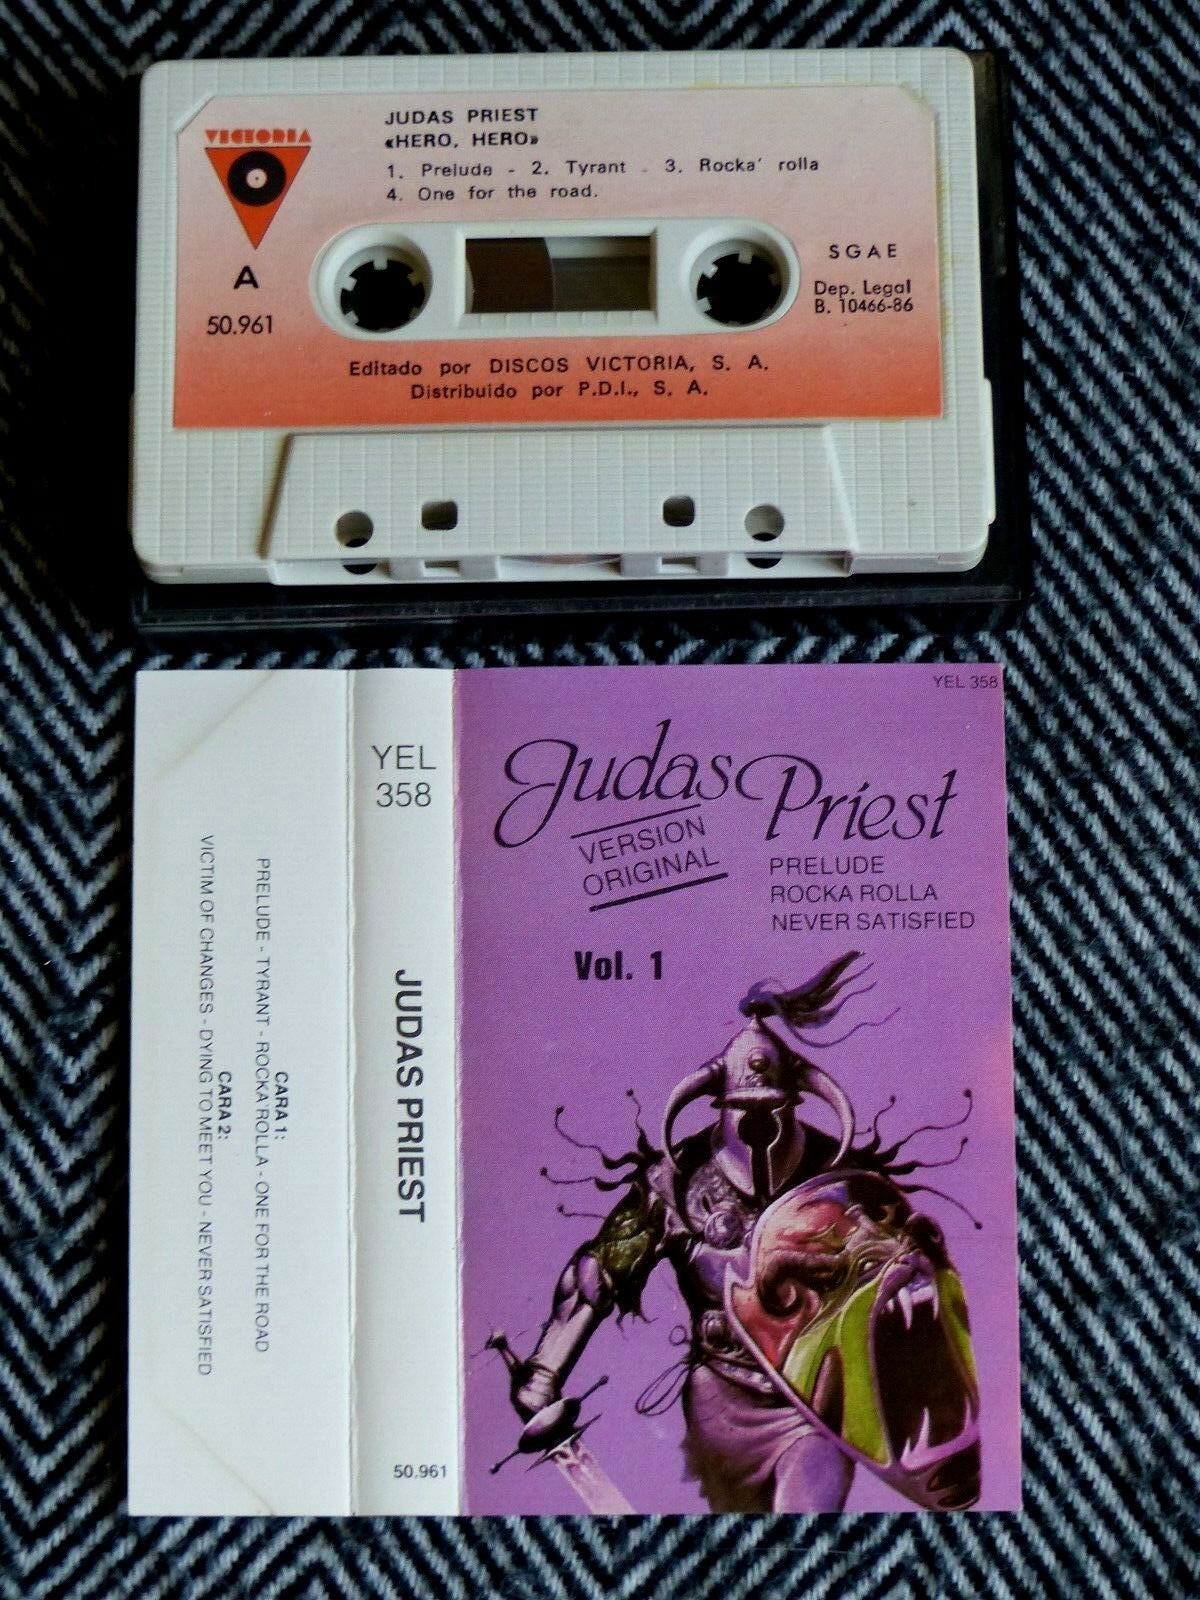 VICTORIA
JUDAS PRIEST
«HERO, HERO»
1. Prelude - 2. Tyrant - 3. Rocka' rolla
4. One for the road.
A
50.961
SGAE
Dep. Legal
B. 10466-86
Editado por DISCOS VICTORIA, S. A.
Distribuido por P.D.I., S. A.
CARA 1:
PRELUDE - TYRANT - ROCKA ROLLA - ONE FOR THE ROAD
CARA 2:
VICTIM OF CHANGES - DYING TO MEET YOU - NEVER SATISFIED
YEL
358
JUDAS PRIEST
50.961
YEL 358
Judas Priest
VERSION
ORIGINAL
PRELUDE
ROCKA ROLLA
NEVER SATISFIED
Vol. 1